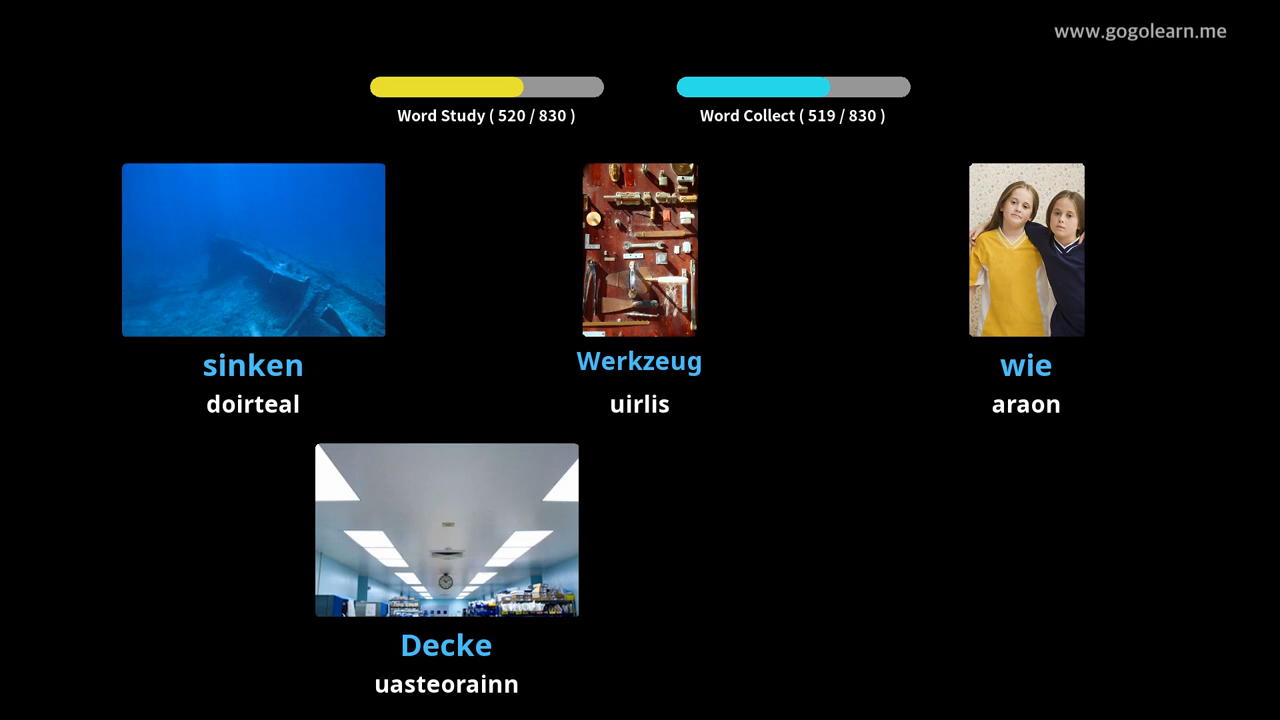 www.gogolearn.me
Word Study ( 520 / 830 )
Word Collect ( 519 / 830 )
sinken
doirteal
Werkzeug
uirlis
wie
araon
Decke
uasteorainn